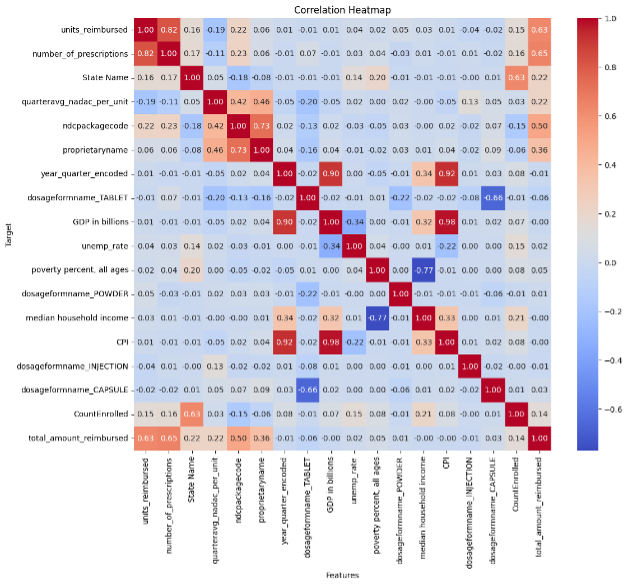 Correlation Heatmap
units_reimbursed 1.00 0.82 0.16 -0.19 0.22 0.06 0.01 -0.01 0.01 0.04 0.02 0.05 0.01 0.01 -0.04 -0.02 0.15 0.63
number_of_prescriptions 0.82 1.00 0.17 -0.11 0.23 0.06 -0.01 0.07 -0.01 0.03 0.04 -0.03 0.01 -0.01 0.01 -0.02 0.16 0.65
State Name 0.16 0.17 1.00 0.05 -0.18 -0.08 -0.01 -0.01 -0.01 0.14 0.20 -0.01 -0.01 -0.01 -0.00 0.01 0.63 0.22
quarteravg_nadac_per_unit -0.19 -0.11 0.05 1.00 0.42 0.46 -0.05 -0.20 -0.05 0.02 0.00 0.02 -0.00 -0.05 0.13 0.05 0.03 0.22
ndcpackagecode 0.22 0.23 -0.18 0.42 1.00 0.73 0.02 -0.13 0.02 -0.03 -0.05 0.03 -0.00 0.02 -0.02 0.07 -0.15 0.50
proprietaryname 0.06 0.06 -0.08 0.46 0.73 1.00 0.04 -0.16 0.04 -0.01 -0.02 0.03 0.01 0.04 -0.02 0.09 -0.06 0.36
year_quarter_encoded 0.01 -0.01 -0.01 -0.05 0.02 0.04 1.00 -0.02 0.90 0.00 -0.05 -0.01 0.34 0.92 -0.01 0.03 0.08 -0.01
dosageformname_TABLET -0.01 0.07 -0.01 -0.20 -0.13 -0.16 -0.02 1.00 -0.01 0.01 0.01 -0.22 -0.01 -0.02 -0.08 -0.66 -0.01 -0.06
GDP in billions 0.01 -0.01 -0.01 -0.05 0.02 0.04 0.90 -0.01 1.00 -0.34 -0.02 -0.01 0.32 0.98 -0.01 0.02 0.07 -0.00
unemp_rate 0.04 0.03 0.14 0.02 -0.03 -0.01 0.00 0.01 -0.34 1.00 0.04 -0.00 0.01 -0.22 -0.00 0.00 0.15 0.02
poverty percent, all ages 0.02 0.04 0.20 0.00 -0.05 -0.02 -0.05 0.01 -0.02 0.04 1.00 0.00 -0.77 -0.01 0.00 0.00 0.08 0.05
dosageformname_POWDER 0.05 -0.03 -0.01 0.02 0.03 0.03 -0.01 -0.22 -0.01 -0.00 0.00 1.00 -0.01 -0.01 -0.01 -0.06 -0.01 0.01
median household income 0.01 0.01 -0.01 -0.00 -0.00 0.01 0.34 -0.01 0.32 0.01 -0.77 -0.01 1.00 0.33 -0.01 0.00 0.21 -0.00
CPI 0.01 -0.01 -0.01 -0.05 0.02 0.04 0.92 -0.02 0.98 -0.22 -0.01 -0.01 0.33 1.00 -0.01 0.02 0.08 -0.00
dosageformname_INJECTION -0.04 0.01 -0.00 0.13 -0.02 -0.02 -0.01 -0.08 -0.01 -0.00 0.00 -0.01 -0.01 -0.01 1.00 -0.02 -0.00 0.01
dosageformname_CAPSULE -0.02 -0.02 0.01 0.05 0.07 0.09 0.03 -0.66 0.02 0.00 0.00 -0.06 0.00 0.02 -0.02 1.00 0.01 0.03
CountEnrolled 0.15 0.16 0.63 0.03 -0.15 -0.06 0.08 -0.01 0.07 0.15 0.08 -0.01 0.21 0.08 -0.00 0.01 1.00 0.14
total_amount_reimbursed 0.63 0.65 0.22 0.22 0.50 0.36 -0.01 -0.06 -0.00 0.02 0.05 0.01 -0.00 -0.00 0.01 0.03 0.14 1.00
Target
units_reimbursed
number_of_prescriptions
State Name
quarteravg_nadac_per_unit
ndcpackagecode
proprietaryname
year_quarter_encoded
dosageformname_TABLET
GDP in billions
unemp_rate
poverty percent, all ages
dosageformname_POWDER
median household income
CPI
dosageformname_INJECTION
dosageformname_CAPSULE
CountEnrolled
total_amount_reimbursed
Features
1.0
0.8
0.6
0.4
0.2
0.0
−0.2
−0.4
−0.6